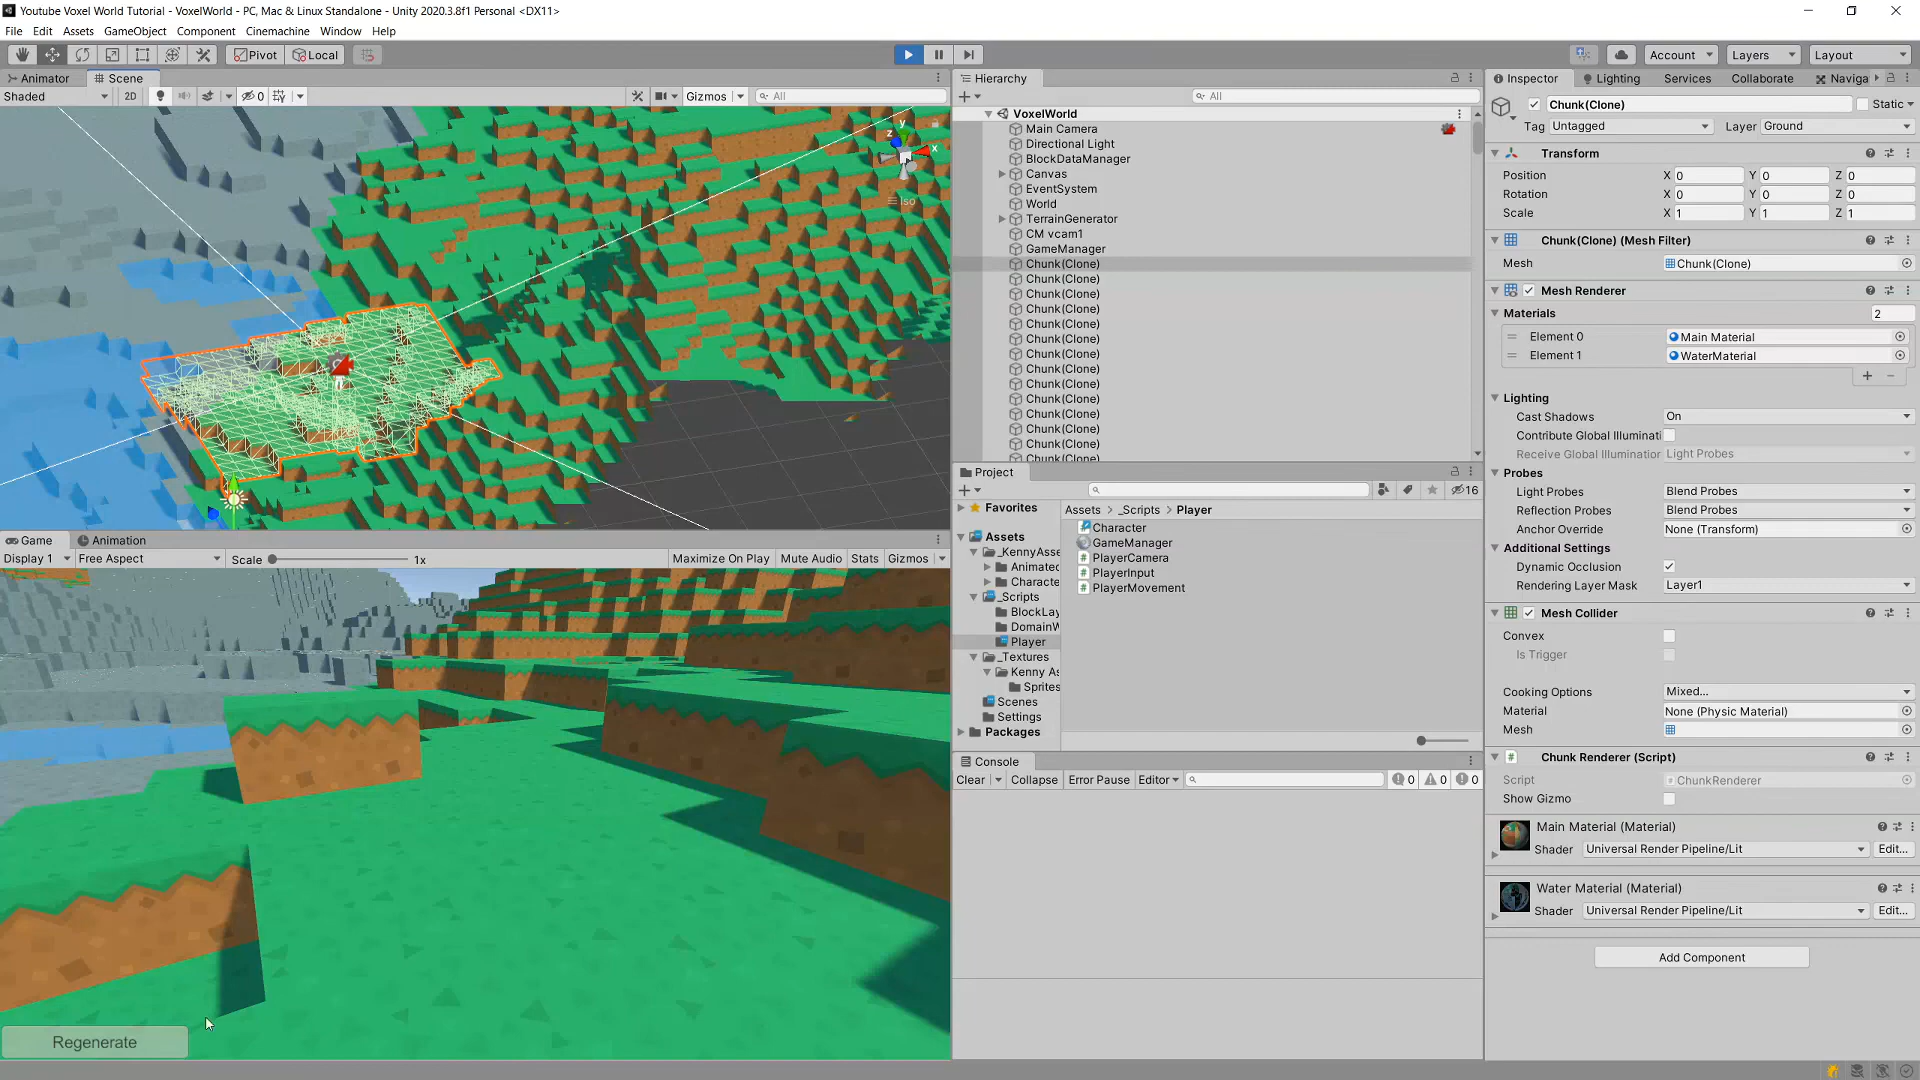 Youtube Voxel World Tutorial - VoxelWorld - PC, Mac & Linux Standalone - Unity 2020.3.8f1 Personal <DX11>
File Edit Assets GameObject Component Cinemachine Window Help
Pivot Local Account Layers Layout
Animator Scene
Shaded 2D 0 Gizmos All
y
z
x
Iso
Game Animation
Display 1 Free Aspect Scale 1x Maximize On Play Mute Audio Stats Gizmos
Regenerate
Hierarchy
All
VoxelWorld
Main Camera
Directional Light
BlockDataManager
Canvas
EventSystem
World
TerrainGenerator
CM vcam1
GameManager
Chunk(Clone)
Chunk(Clone)
Chunk(Clone)
Chunk(Clone)
Chunk(Clone)
Chunk(Clone)
Chunk(Clone)
Chunk(Clone)
Chunk(Clone)
Chunk(Clone)
Chunk(Clone)
Chunk(Clone)
Chunk(Clone)
Chunk(Clone)
Project
16
Favorites
Assets
_KennyAsse
Animated
Characte
_Scripts
BlockLay
DomainW
Player
_Textures
Kenny As
Sprites
Scenes
Settings
Packages
Assets > _Scripts > Player
Character
GameManager
PlayerCamera
PlayerInput
PlayerMovement
Console
Clear Collapse Error Pause Editor 0 0 0
Inspector Lighting Services Collaborate Naviga
Chunk(Clone) Static
Tag Untagged Layer Ground
Transform
Position X 0 Y 0 Z 0
Rotation X 0 Y 0 Z 0
Scale X 1 Y 1 Z 1
Chunk(Clone) (Mesh Filter)
Mesh Chunk(Clone)
Mesh Renderer
Materials 2
Element 0 Main Material
Element 1 WaterMaterial
Lighting
Cast Shadows On
Contribute Global Illuminati
Receive Global Illumination Light Probes
Probes
Light Probes Blend Probes
Reflection Probes Blend Probes
Anchor Override None (Transform)
Additional Settings
Dynamic Occlusion
Rendering Layer Mask Layer1
Mesh Collider
Convex
Is Trigger
Cooking Options Mixed...
Material None (Physic Material)
Mesh
Chunk Renderer (Script)
Script ChunkRenderer
Show Gizmo
Main Material (Material)
Shader Universal Render Pipeline/Lit Edit...
Water Material (Material)
Shader Universal Render Pipeline/Lit Edit...
Add Component